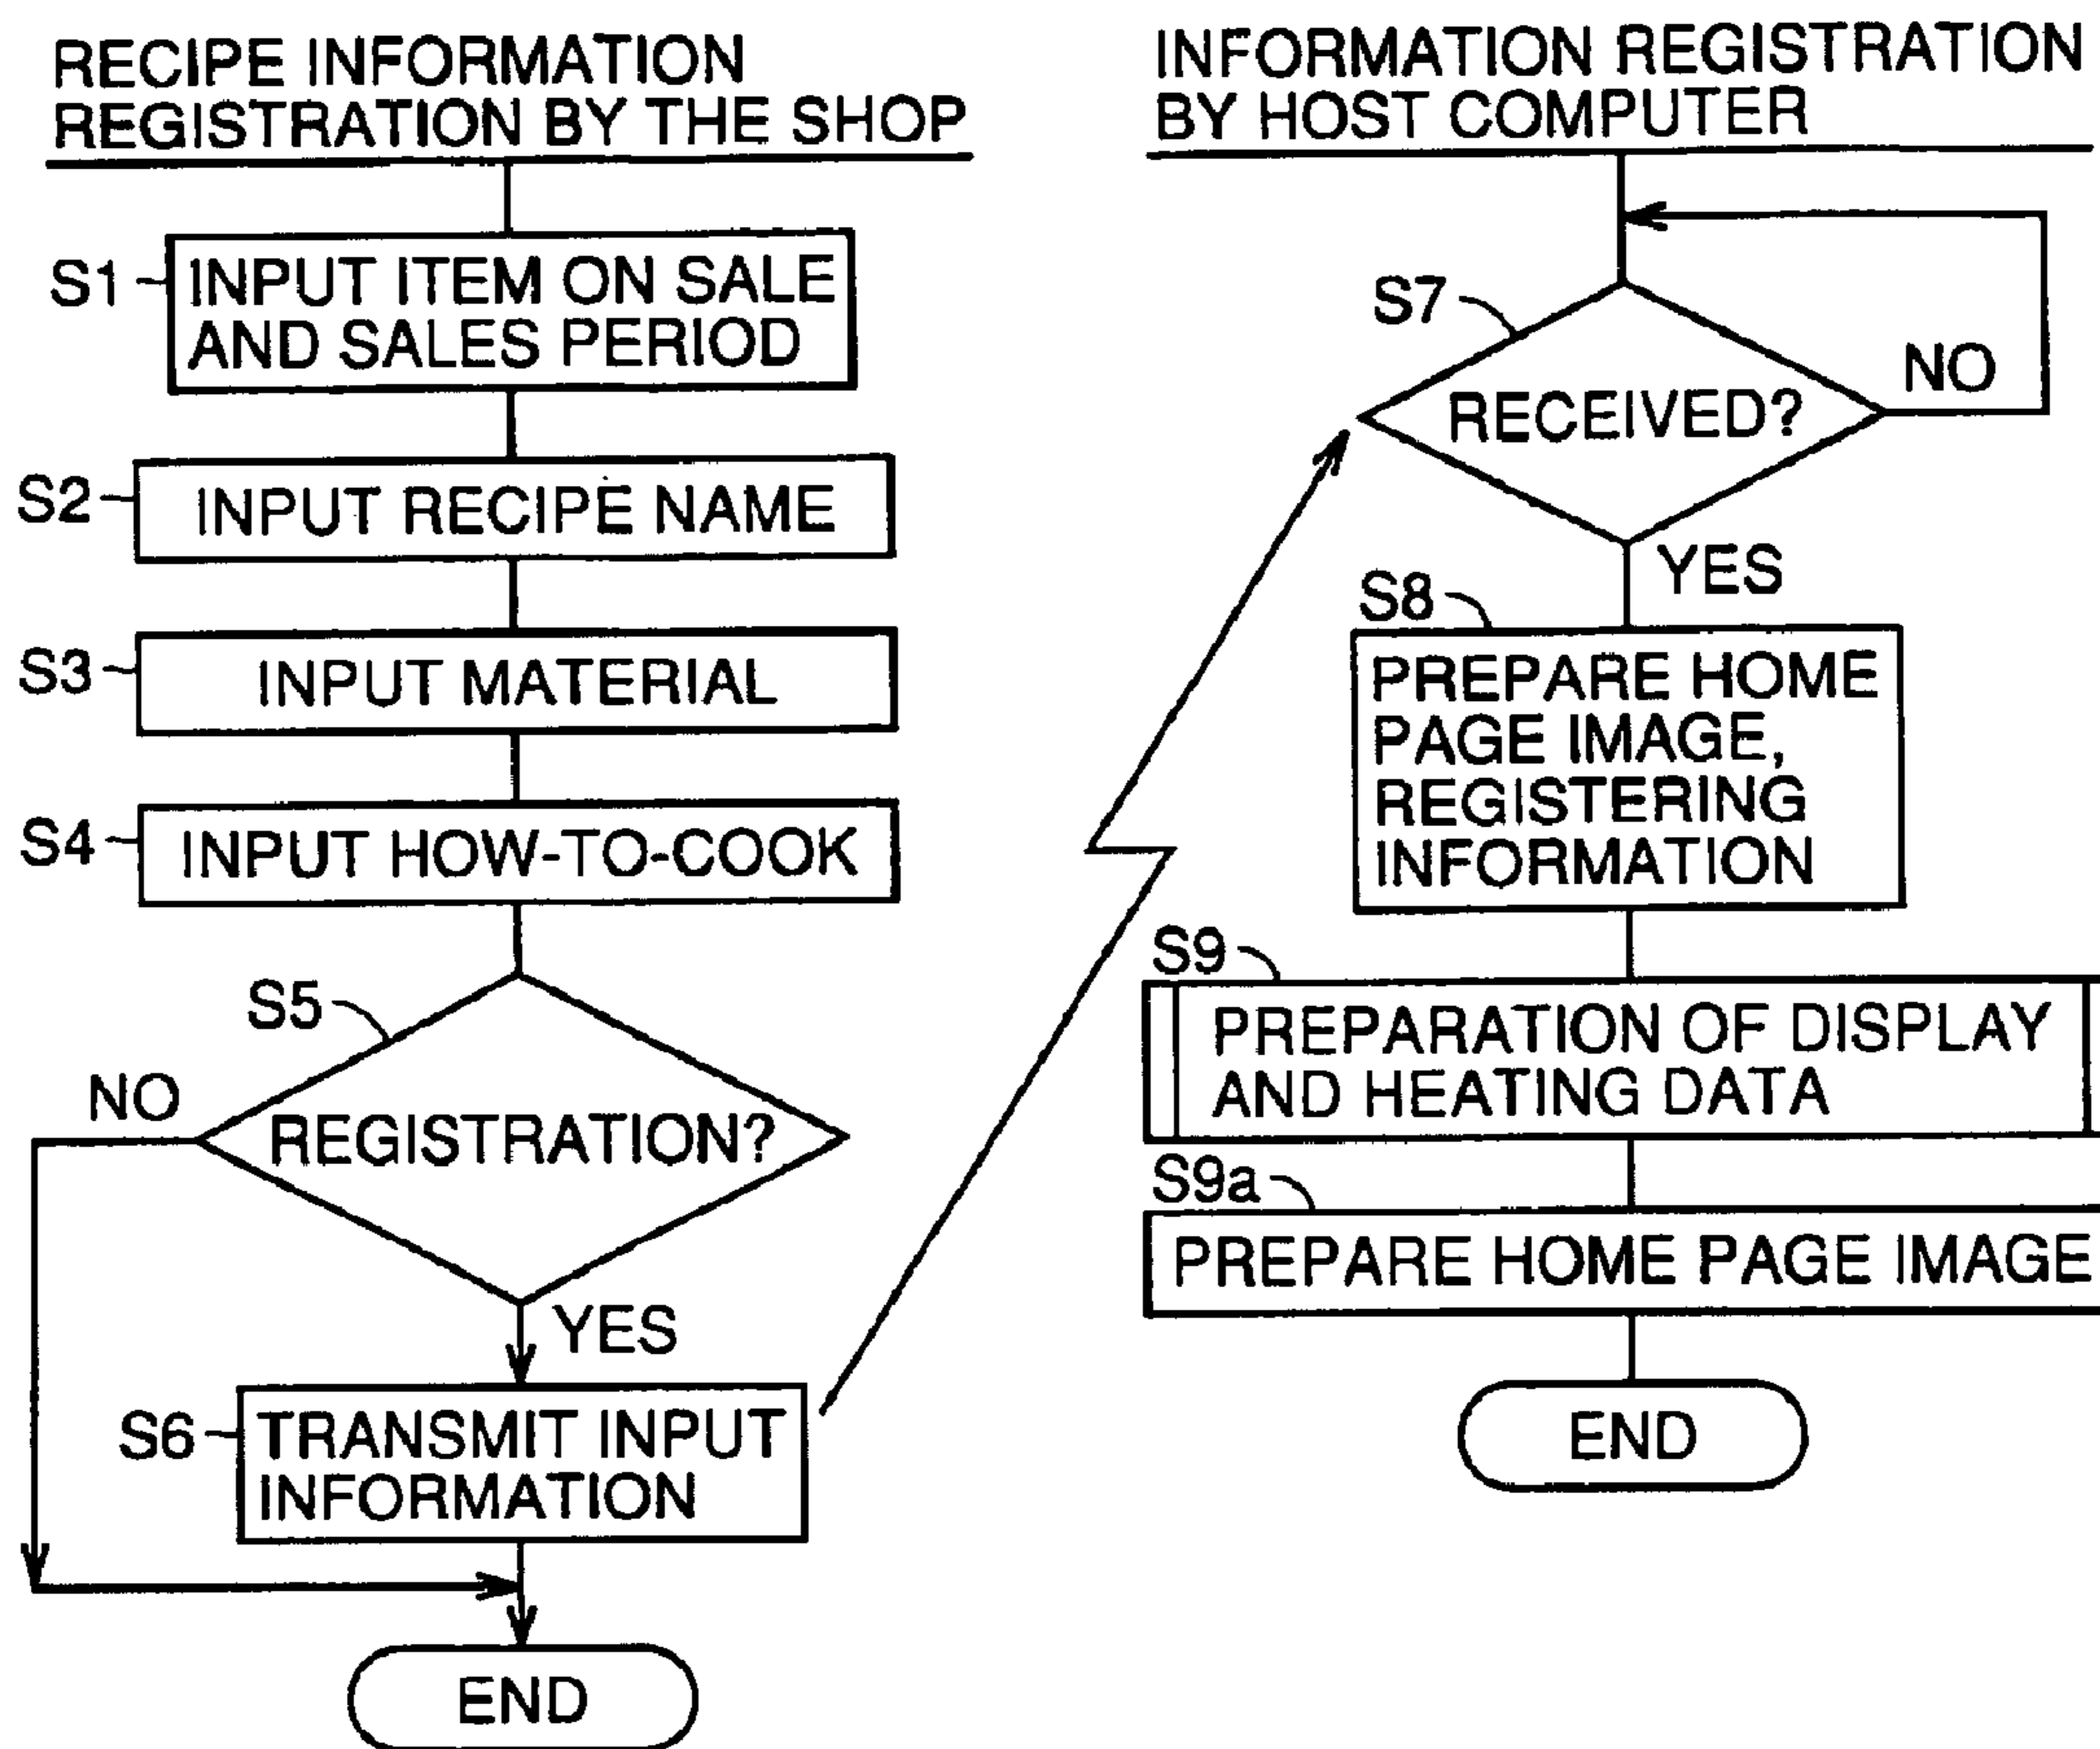 RECIPE INFORMATION
REGISTRATION BY THE SHOP
S1
INPUT ITEM ON SALE
AND SALES PERIOD
S2
INPUT RECIPE NAME
S3
INPUT MATERIAL
S4
INPUT HOW-TO-COOK
S5
NO
REGISTRATION?
YES
S6
TRANSMIT INPUT
INFORMATION
END
INFORMATION REGISTRATION
BY HOST COMPUTER
S7
NO
RECEIVED?
YES
S8
PREPARE HOME
PAGE IMAGE,
REGISTERING
INFORMATION
S9
PREPARATION OF DISPLAY
AND HEATING DATA
S9a
PREPARE HOME PAGE IMAGE
END